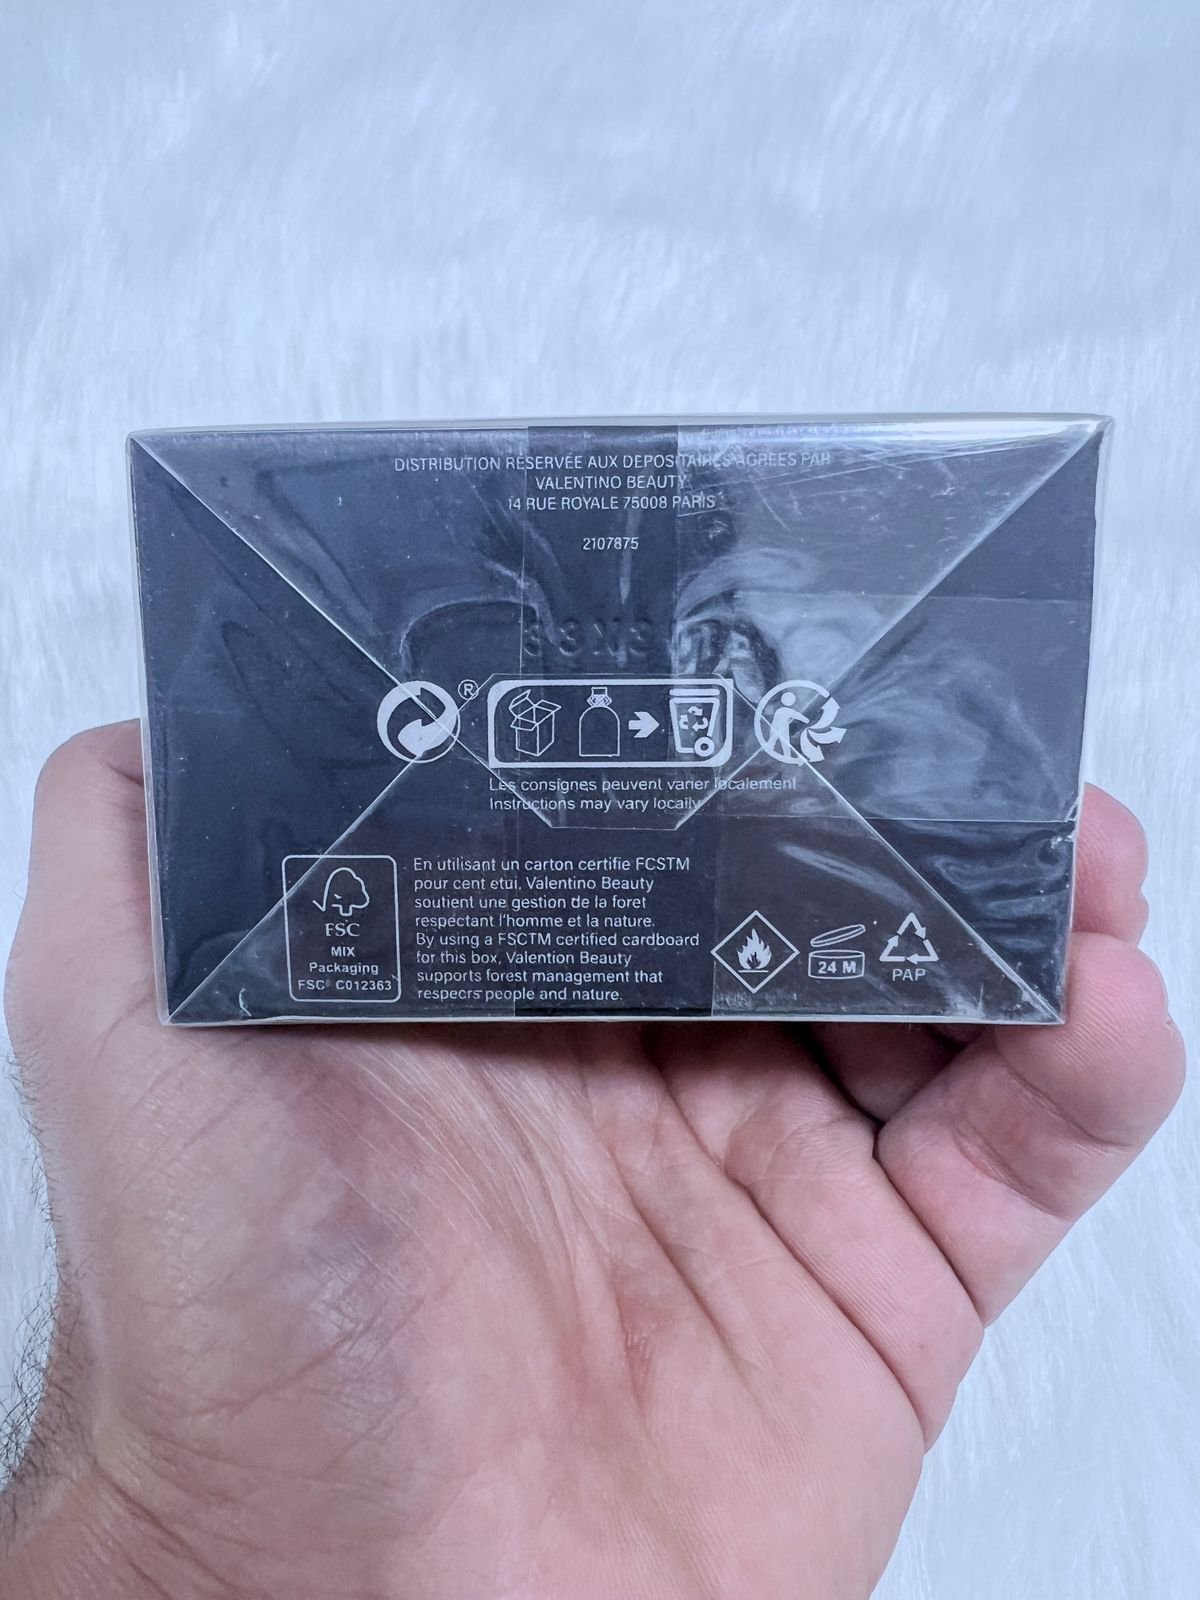 DISTRIBUTION RESERVÉE AUX DEPOSITAIRES AGREES PAR
VALENTINO BEAUTY
14 RUE ROYALE 75008 PARIS
2107875
®
Les consignes peuvent varier localement
Instructions may vary locally
FSC
MIX
Packaging
FSC® C012363
En utilisant un carton certifie FCSTM
pour cent etui, Valentino Beauty
soutient une gestion de la foret
respectant l'homme et la nature.
By using a FSCTM certified cardboard
for this box, Valention Beauty
supports forest management that
respecrs people and nature.
24 M
PAP